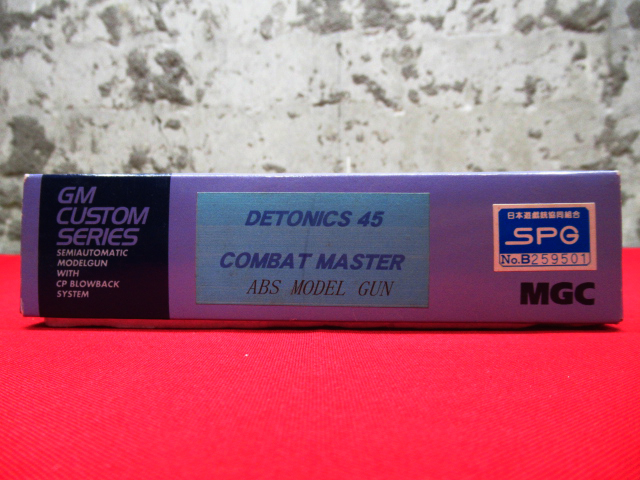 GM
CUSTOM
SERIES
SEMIAUTOMATIC
MODELGUN
WITH
CP BLOWBACK
SYSTEM
DETONICS 45
COMBAT MASTER
ABS MODEL GUN
日本遊戯銃協同組合
SPG
No.B259501
MGC